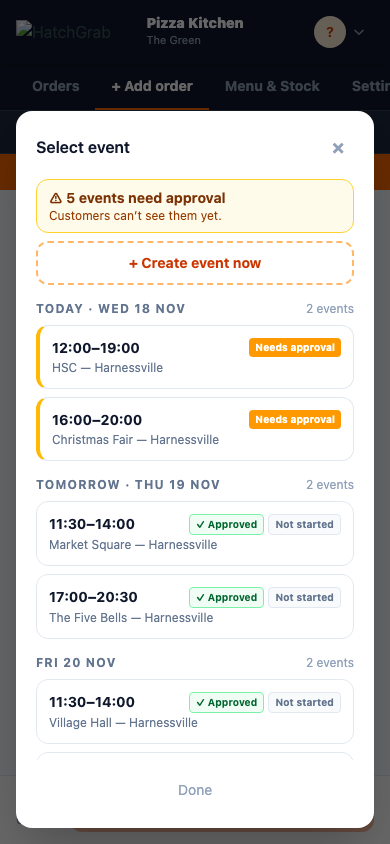 HatchGrab
Pizza Kitchen
The Green
?
Orders
+ Add order
Menu & Stock
Settin
Select event
×
⚠ 5 events need approval
Customers can't see them yet.
+ Create event now
TODAY · WED 18 NOV
2 events
12:00–19:00
Needs approval
HSC — Harnessville
16:00–20:00
Needs approval
Christmas Fair — Harnessville
TOMORROW · THU 19 NOV
2 events
11:30–14:00
✓ Approved
Not started
Market Square — Harnessville
17:00–20:30
✓ Approved
Not started
The Five Bells — Harnessville
FRI 20 NOV
2 events
11:30–14:00
✓ Approved
Not started
Village Hall — Harnessville
Done